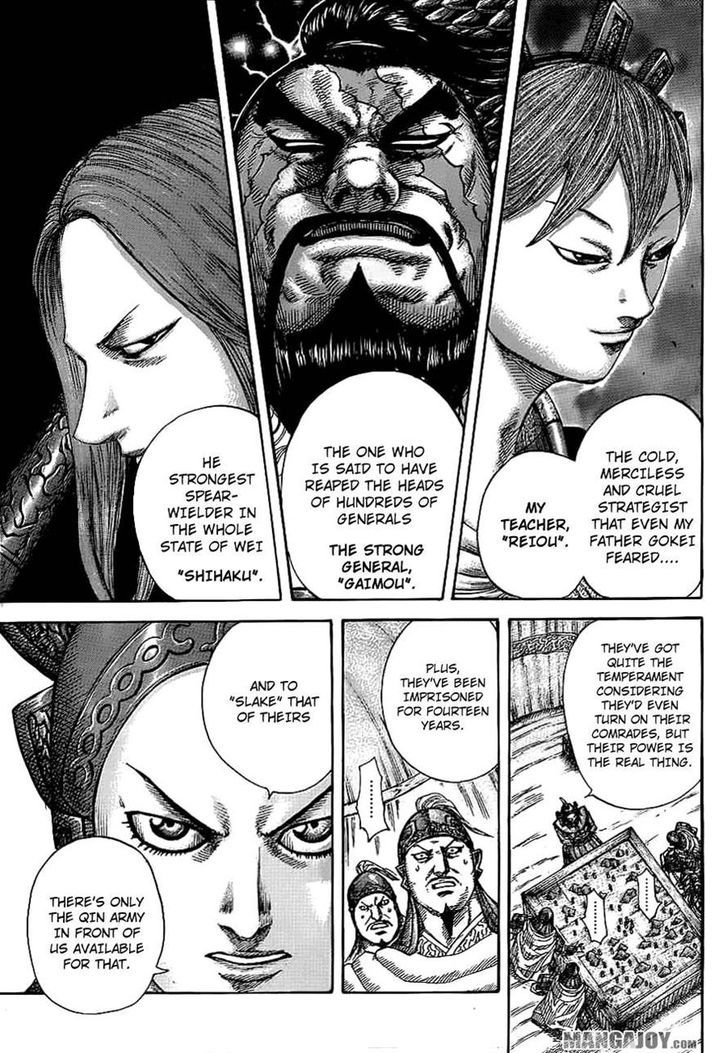 THE COLD,
MERCILESS
AND CRUEL
STRATEGIST
THAT EVEN MY
FATHER GOKEI
FEARED....
MY
TEACHER,
"REIOU".
THE ONE WHO
IS SAID TO HAVE
REAPED THE HEADS
OF HUNDREDS OF
GENERALS
THE STRONG
GENERAL,
"GAIMOU".
HE
STRONGEST
SPEAR-
WIELDER IN
THE WHOLE
STATE OF WEI
"SHIHAKU".
THEY'VE GOT
QUITE THE
TEMPERAMENT
CONSIDERING
THEY'D EVEN
TURN ON THEIR
COMRADES, BUT
THEIR POWER IS
THE REAL THING.
.......
.......
PLUS,
THEY'VE BEEN
IMPRISONED
FOR FOURTEEN
YEARS.
.......
AND TO
"SLAKE" THAT
OF THEIRS
THERE'S ONLY
THE QIN ARMY
IN FRONT OF
US AVAILABLE
FOR THAT.
MANGAJOY.COM